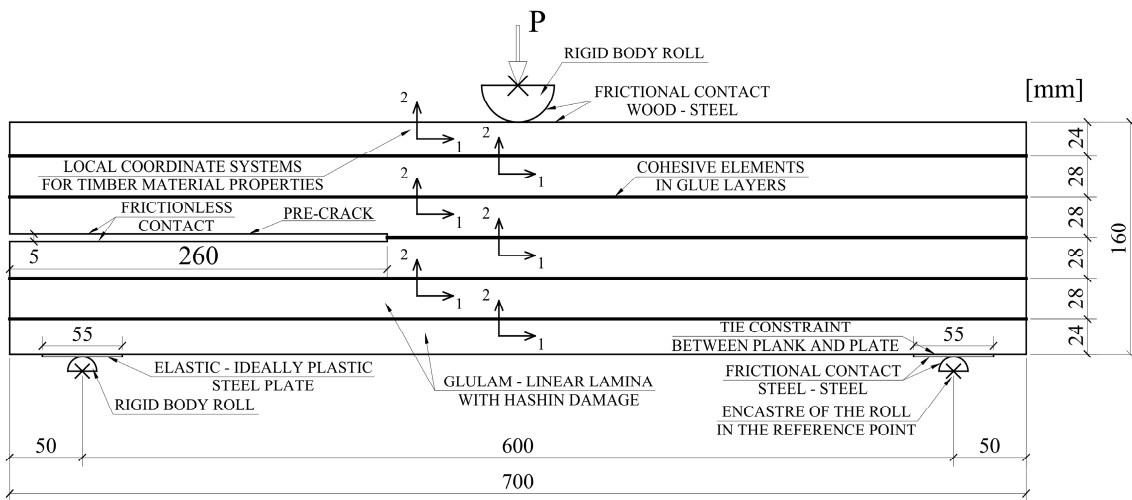 P
RIGID BODY ROLL
[mm]
FRICTIONAL CONTACT
WOOD - STEEL
2
1
2
1
24
LOCAL COORDINATE SYSTEMS
FOR TIMBER MATERIAL PROPERTIES
COHESIVE ELEMENTS
IN GLUE LAYERS
28
2
1
FRICTIONLESS
CONTACT
PRE-CRACK
28
2
1
160
5
260
28
2
1
28
2
1
55
TIE CONSTRAINT
BETWEEN PLANK AND PLATE
55
24
ELASTIC - IDEALLY PLASTIC
STEEL PLATE
GLULAM - LINEAR LAMINA
WITH HASHIN DAMAGE
FRICTIONAL CONTACT
STEEL - STEEL
RIGID BODY ROLL
ENCASTRE OF THE ROLL
IN THE REFERENCE POINT
50
600
50
700